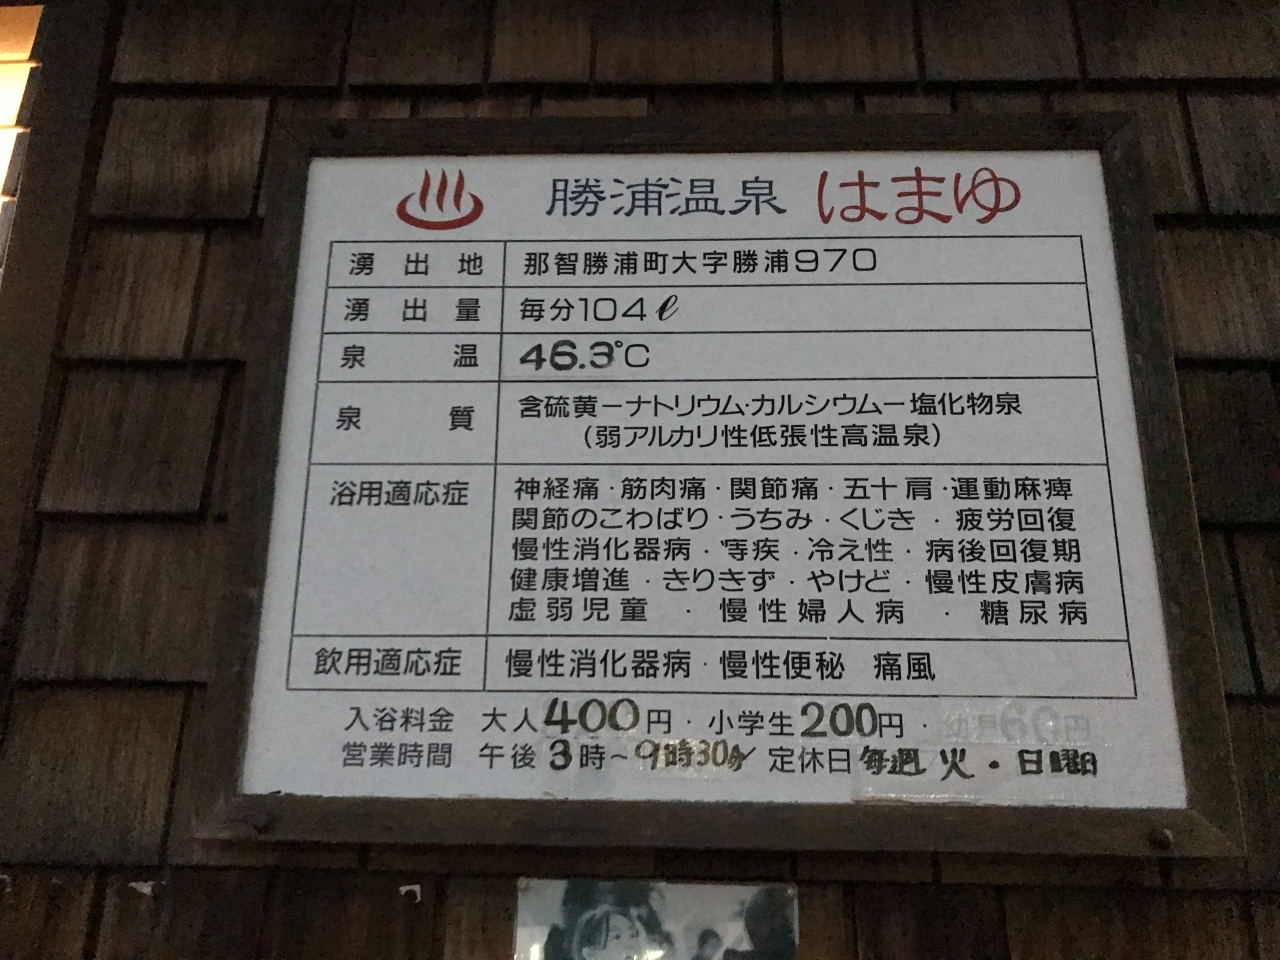 勝浦温泉 はまゆ
湧出地 那智勝浦町大字勝浦970
湧出量 毎分104ℓ
泉温 46.3℃
泉質 含硫黄ーナトリウム·カルシウムー塩化物泉
（弱アルカリ性低張性高温泉）
浴用適応症 神経痛·筋肉痛·関節痛·五十肩·運動麻痺
関節のこわばり·うちみ·くじき·疲労回復
慢性消化器病·痔疾·冷え性·病後回復期
健康増進·きりきず·やけど·慢性皮膚病
虚弱児童·慢性婦人病·糖尿病
飲用適応症 慢性消化器病·慢性便秘 痛風
入浴料金 大人400円·小学生200円·幼児60円
営業時間 午後3時~9時30分 定休日毎週火·日曜日